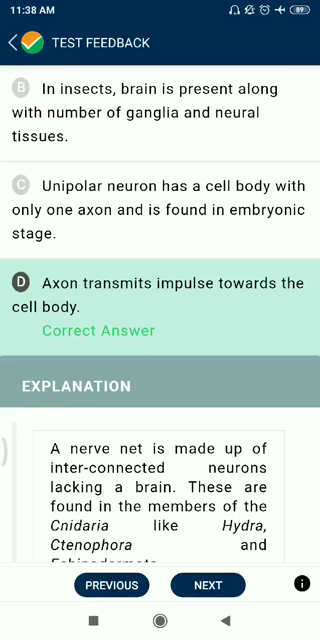 11:38 AM
89
TEST FEEDBACK
B In insects, brain is present along
with number of ganglia and neural
tissues.
C Unipolar neuron has a cell body with
only one axon and is found in embryonic
stage.
D Axon transmits impulse towards the
cell body.
Correct Answer
EXPLANATION
A nerve net is made up of
inter-connected neurons
lacking a brain. These are
found in the members of the
Cnidaria like Hydra,
Ctenophora and
PREVIOUS NEXT